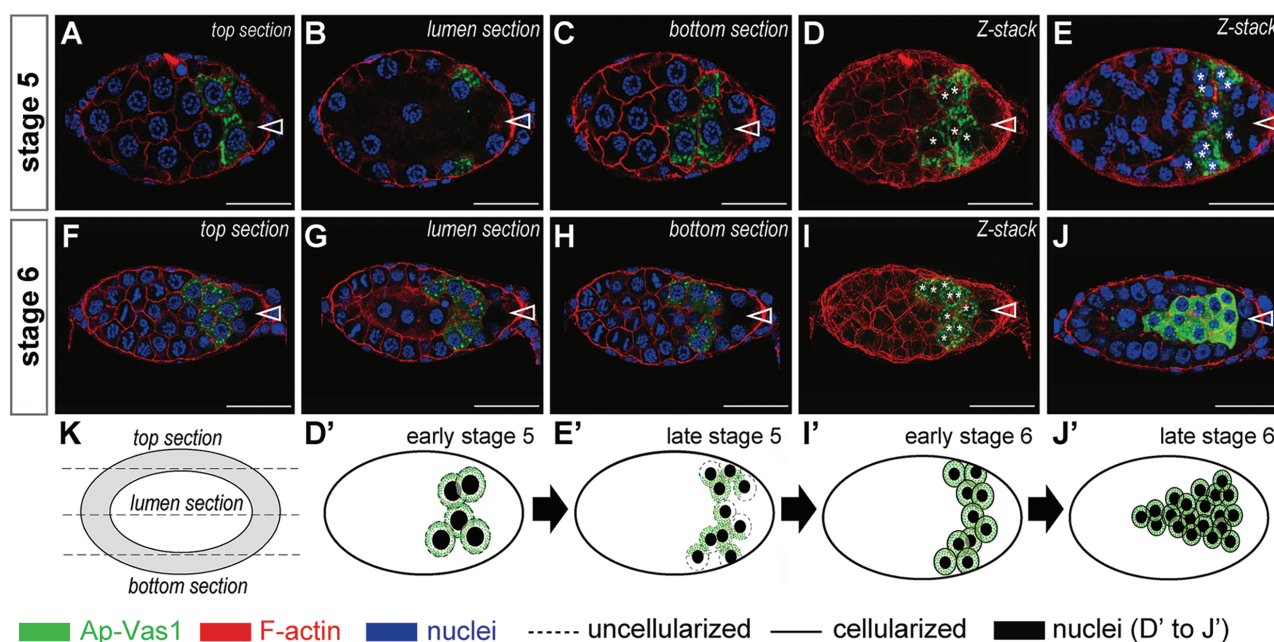 stage 5
A top section
B lumen section
C bottom section
D Z-stack
E Z-stack
stage 6
F top section
G lumen section
H bottom section
I Z-stack
J
K
top section
lumen section
bottom section
D’ early stage 5
E’ late stage 5
I’ early stage 6
J’ late stage 6
Ap-Vas1 F-actin nuclei uncellularized cellularized nuclei (D’ to J’)